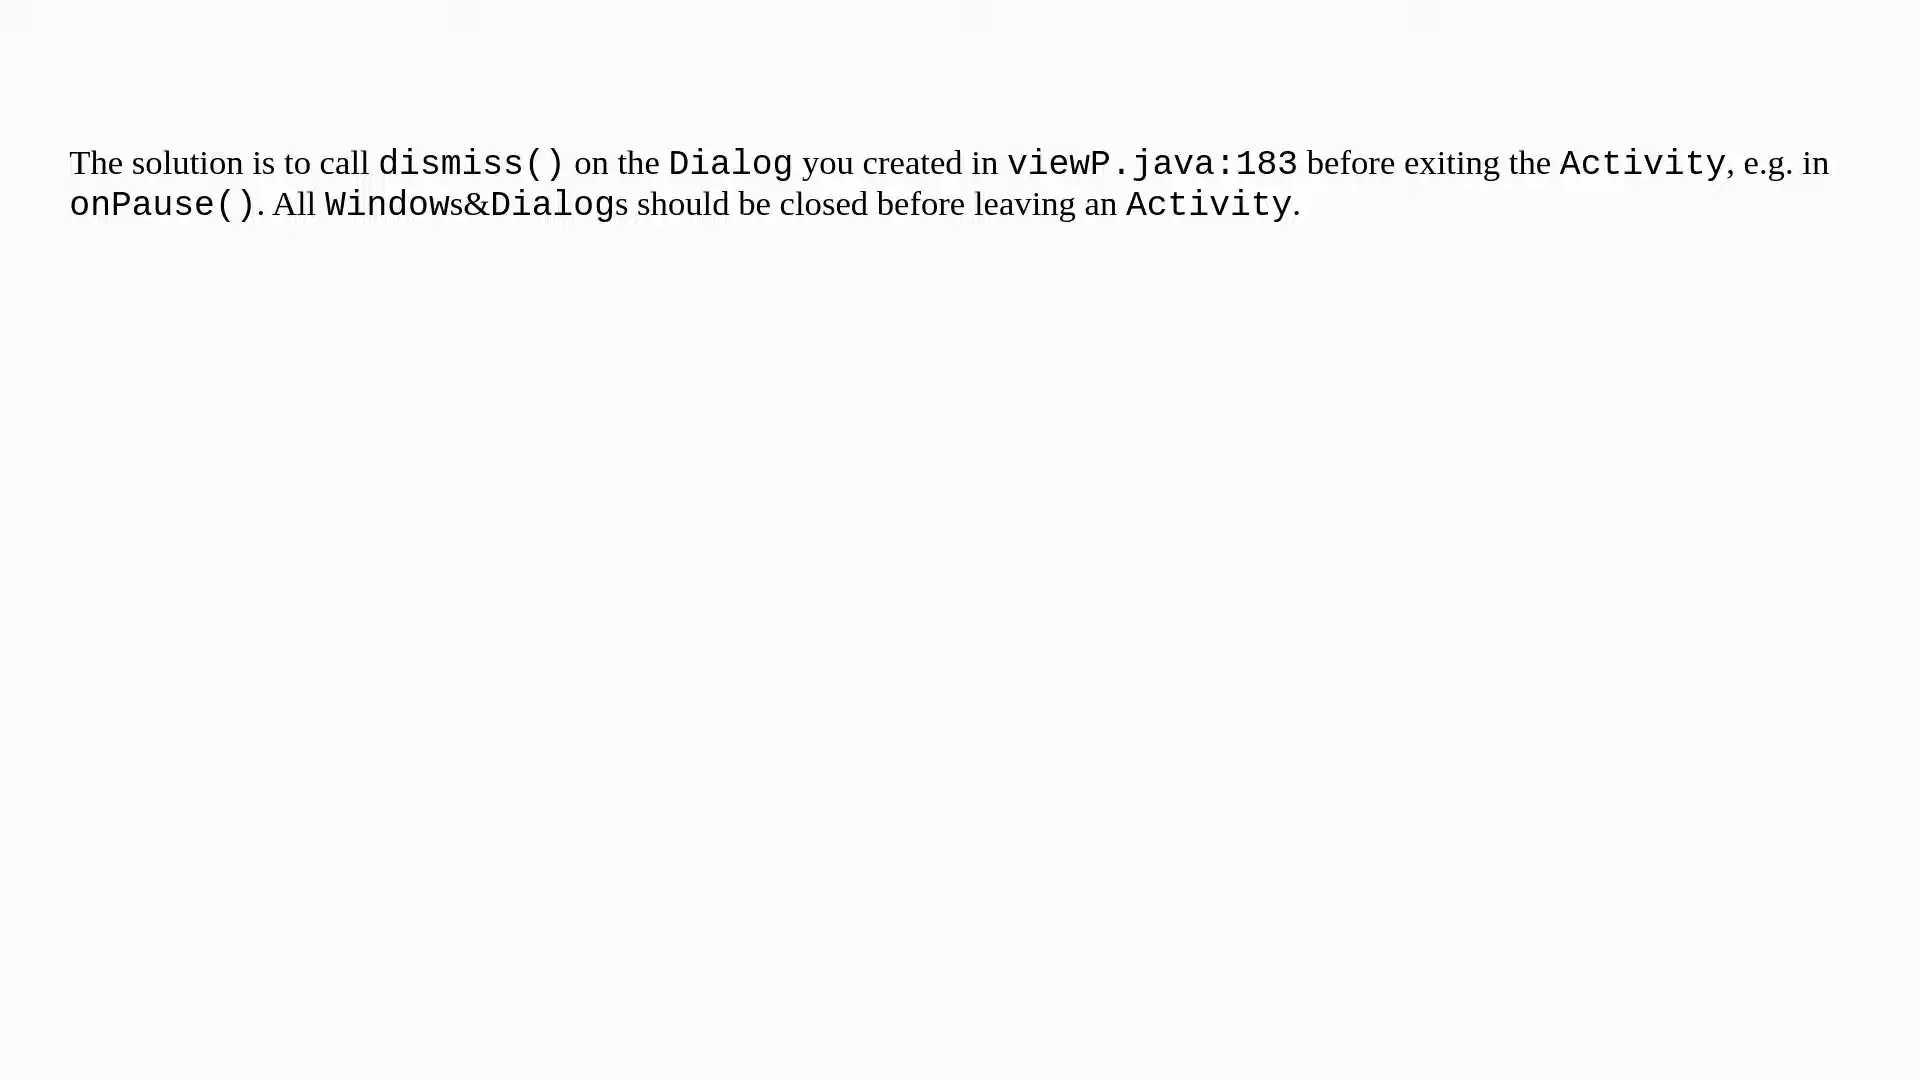 The solution is to call dismiss() on the Dialog you created in viewP.java:183 before exiting the Activity, e.g. in
onPause(). All Windows&Dialogs should be closed before leaving an Activity.